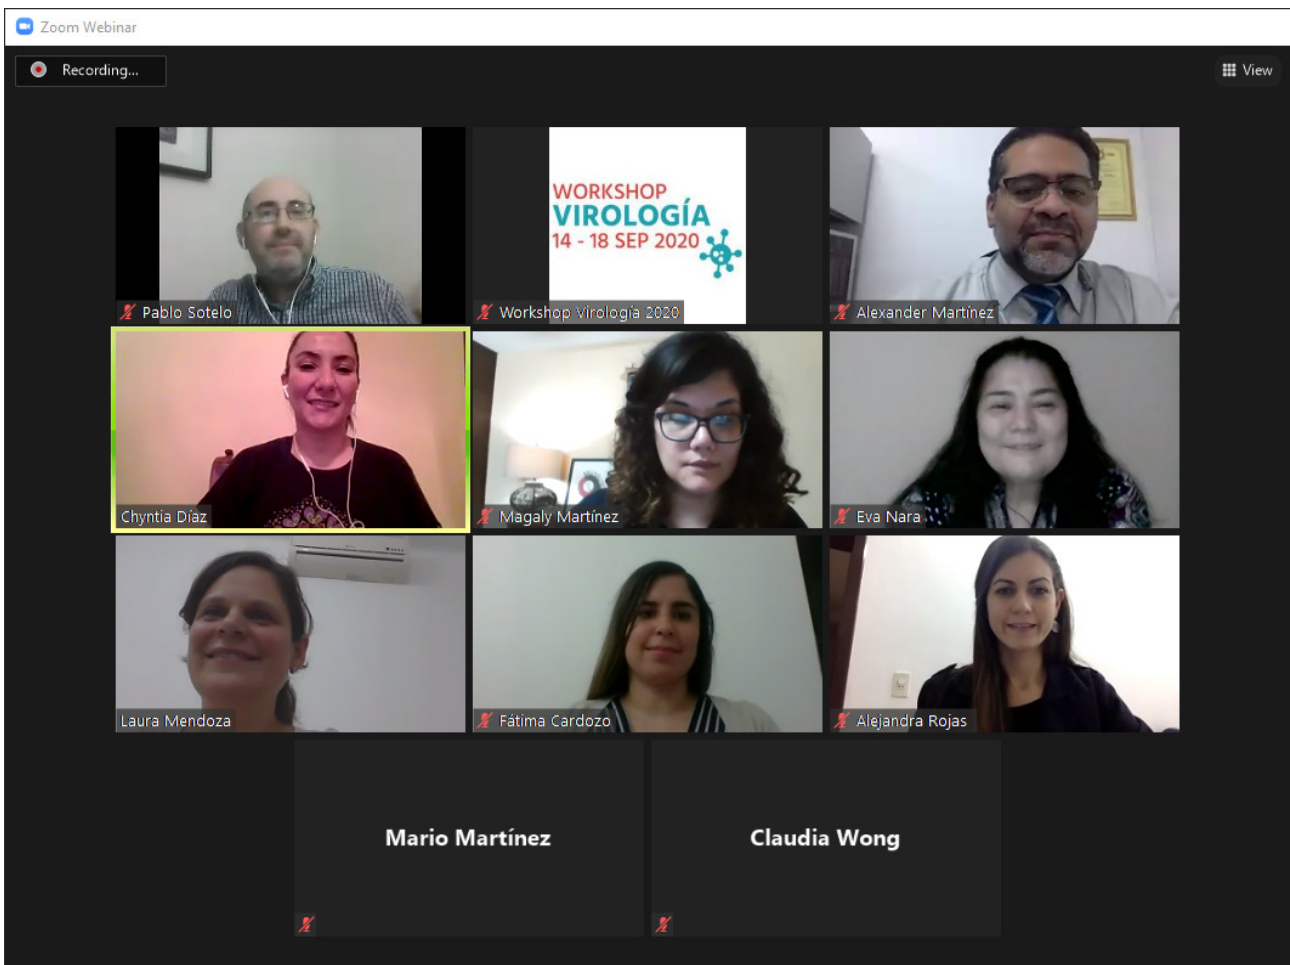 Zoom Webinar
Recording...
View
WORKSHOP
VIROLOGÍA
14 - 18 SEP 2020
Pablo Sotelo
Workshop Virología 2020
Alexander Martínez
Chyntia Díaz
Magaly Martínez
Eva Nara
Laura Mendoza
Fátima Cardozo
Alejandra Rojas
Mario Martínez
Claudia Wong